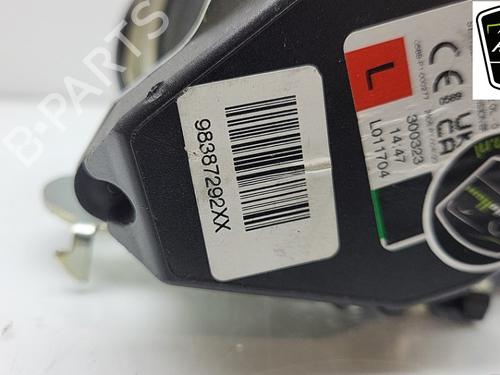 98387292XX
L
CE
UK
CA
300323
14:47
L011704
B-PARTS